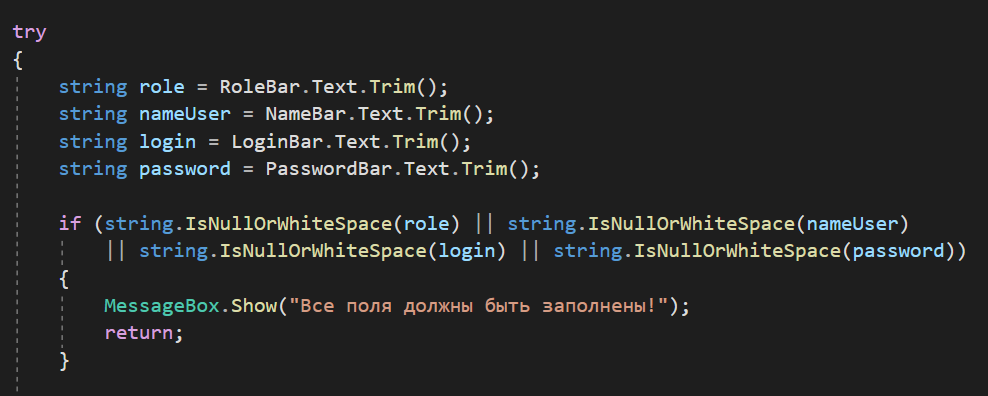 try
{
    string role = RoleBar.Text.Trim();
    string nameUser = NameBar.Text.Trim();
    string login = LoginBar.Text.Trim();
    string password = PasswordBar.Text.Trim();

    if (string.IsNullOrWhiteSpace(role) || string.IsNullOrWhiteSpace(nameUser)
        || string.IsNullOrWhiteSpace(login) || string.IsNullOrWhiteSpace(password))
    {
        MessageBox.Show("Все поля должны быть заполнены!");
        return;
    }